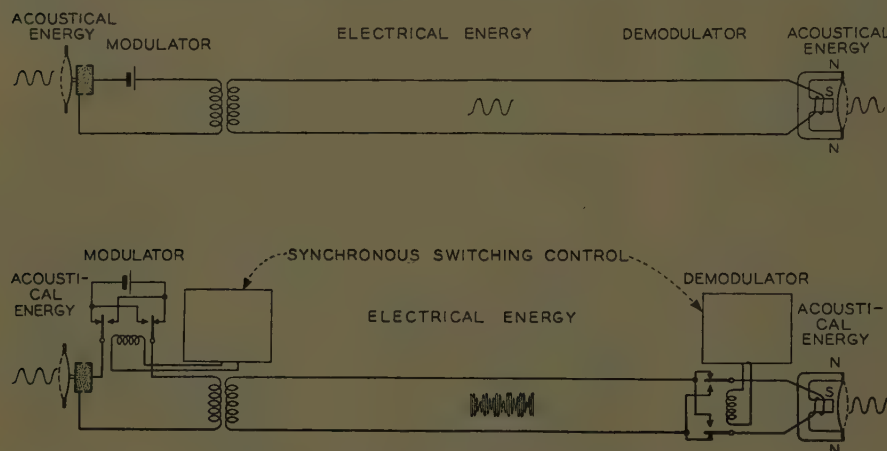 ACOUSTICAL
ENERGY
MODULATOR
ELECTRICAL ENERGY
DEMODULATOR
ACOUSTICAL
ENERGY
N
S
N
MODULATOR
SYNCHRONOUS SWITCHING CONTROL
DEMODULATOR
ACOUSTI-
CAL
ENERGY
ELECTRICAL ENERGY
ACOUSTI-
CAL
ENERGY
N
S
N